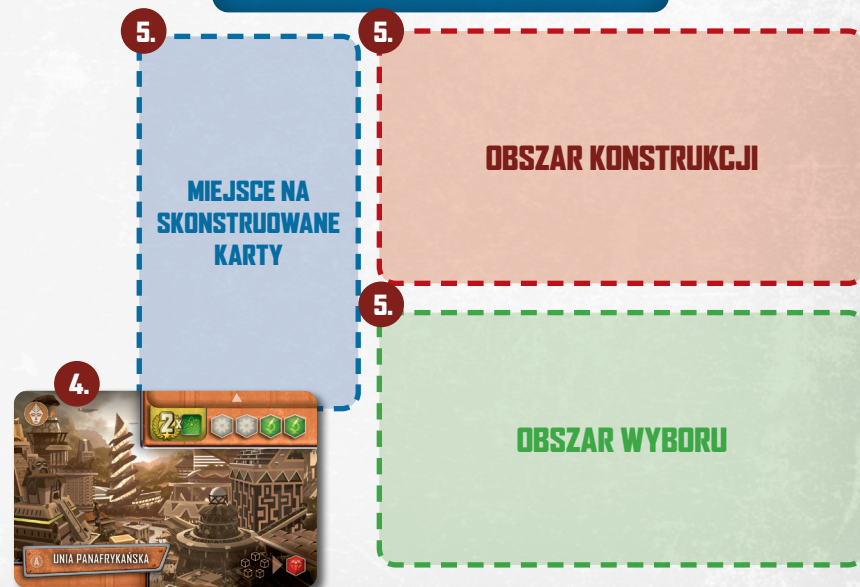 5.
MIEJSCE NA
SKONSTRUOWANE
KARTY
5.
OBSZAR KONSTRUKCJI
5.
OBSZAR WYBORU
4.
2x
A UNIA PANAFRYKAŃSKA